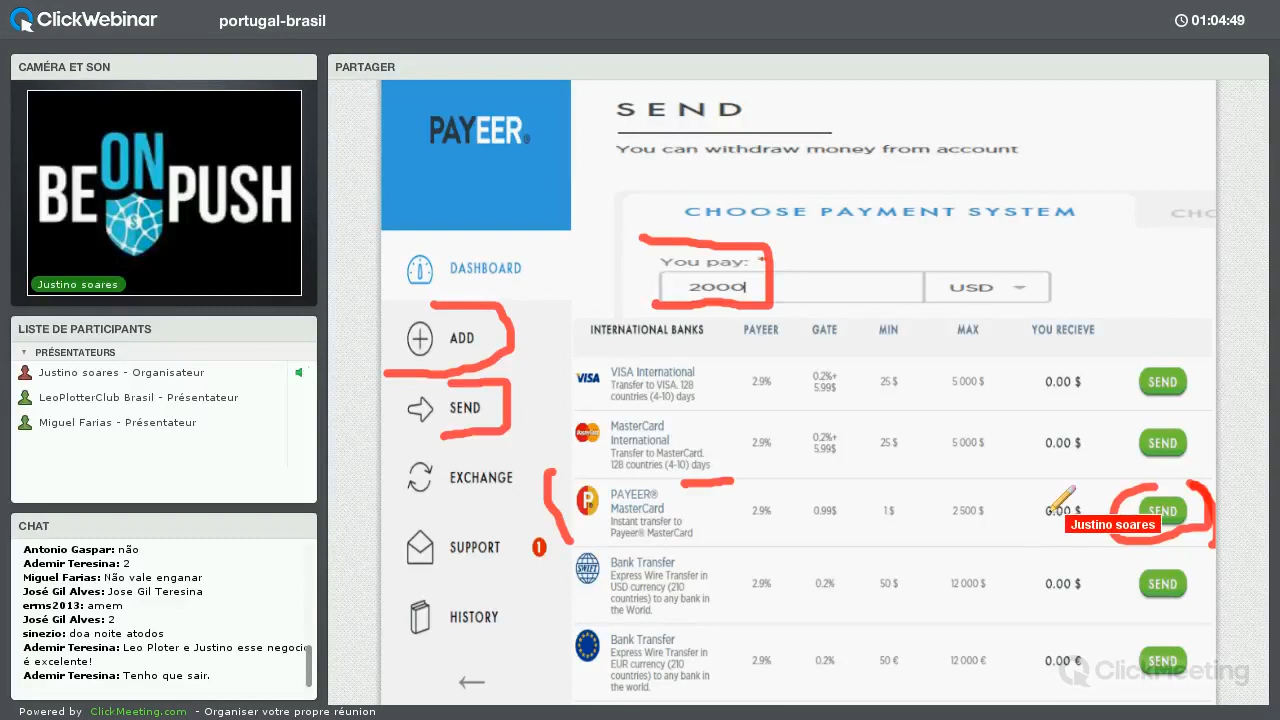 ClickWebinar
portugal-brasil
01:04:49
CAMÉRA ET SON
BE ON PUSH
Justino soares
LISTE DE PARTICIPANTS
PRÉSENTATEURS
Justino soares - Organisateur
LeoPlotterClub Brasil - Présentateur
Miguel Farias - Présentateur
CHAT
Antonio Gaspar: não
Ademir Teresina: 2
Miguel Farias: Não vale enganar
José Gil Alves: Jose Gil Teresina
erms2013: amem
José Gil Alves: 2
sinezio: doa noite atodos
Ademir Teresina: Leo Ploter e Justino esse negocio
é excelente!
Ademir Teresina: Tenho que sair.
PARTAGER
PAYEER®
DASHBOARD
ADD
SEND
EXCHANGE
SUPPORT 1
HISTORY
SEND
You can withdraw money from account
CHOOSE PAYMENT SYSTEM
CHO
You pay:
2000 USD
INTERNATIONAL BANKS PAYEER GATE MIN MAX YOU RECIEVE
VISA VISA International
Transfer to VISA. 128
countries (4-10) days
2.9% 0.2%+
5.99$ 25 $ 5 000 $ 0.00 $ SEND
MasterCard MasterCard
International
Transfer to MasterCard.
128 countries (4-10) days
2.9% 0.2%+
5.99$ 25 $ 5 000 $ 0.00 $ SEND
P PAYEER®
MasterCard
Instant transfer to
Payeer® MasterCard
2.9% 0.99$ 1 $ 2 500 $ 0.00 $ SEND
Justino soares
SWIFT Bank Transfer
Express Wire Transfer in
USD currency (210
countries) to any bank in
the World.
2.9% 0.2% 50 $ 12 000 $ 0.00 $ SEND
Bank Transfer
Express Wire Transfer in
EUR currency (210
countries) to any bank in
the world.
2.9% 0.2% 50 € 12 000 € 0.00 € SEND
ClickMeeting
Powered by ClickMeeting.com - Organiser votre propre réunion